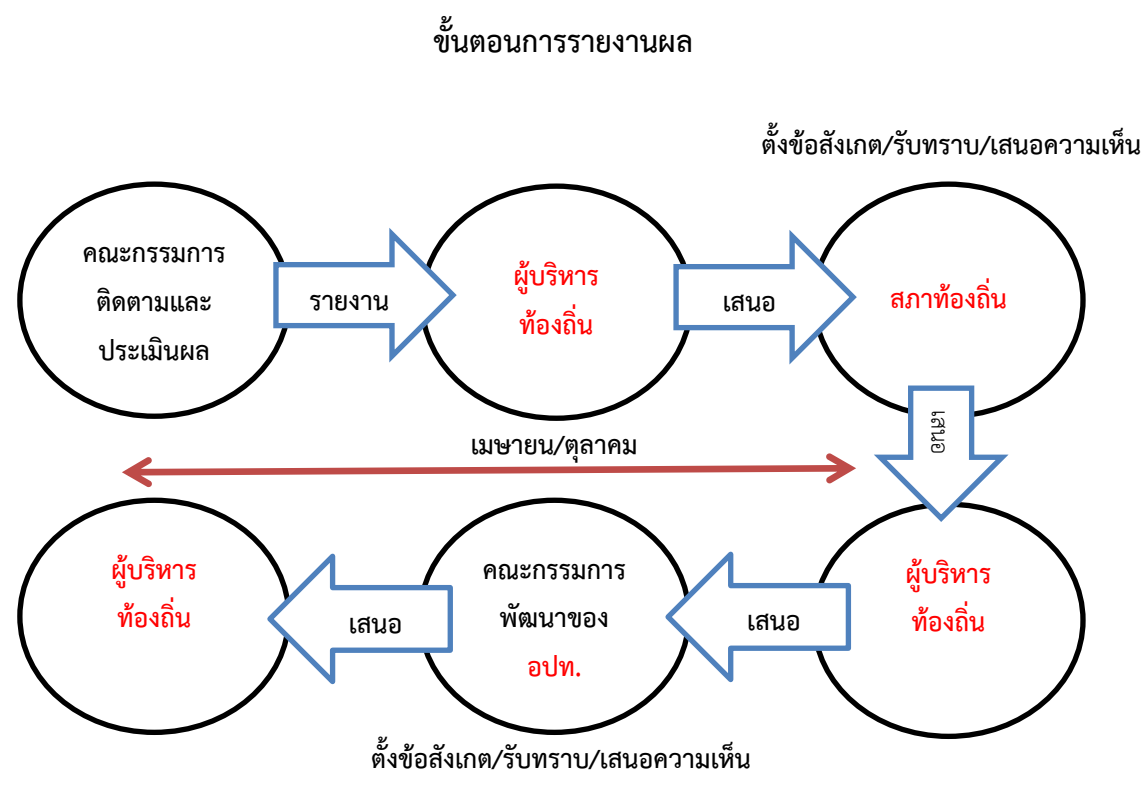 ขั้นตอนการรายงานผล
ตั้งข้อสังเกต/รับทราบ/เสนอความเห็น
คณะกรรมการ
ติดตามและ
ประเมินผล
รายงาน
ผู้บริหาร
ท้องถิ่น
เสนอ
สภาท้องถิ่น
เสนอ
เมษายน/ตุลาคม
ผู้บริหาร
ท้องถิ่น
เสนอ
คณะกรรมการ
พัฒนาของ
อปท.
เสนอ
ผู้บริหาร
ท้องถิ่น
ตั้งข้อสังเกต/รับทราบ/เสนอความเห็น